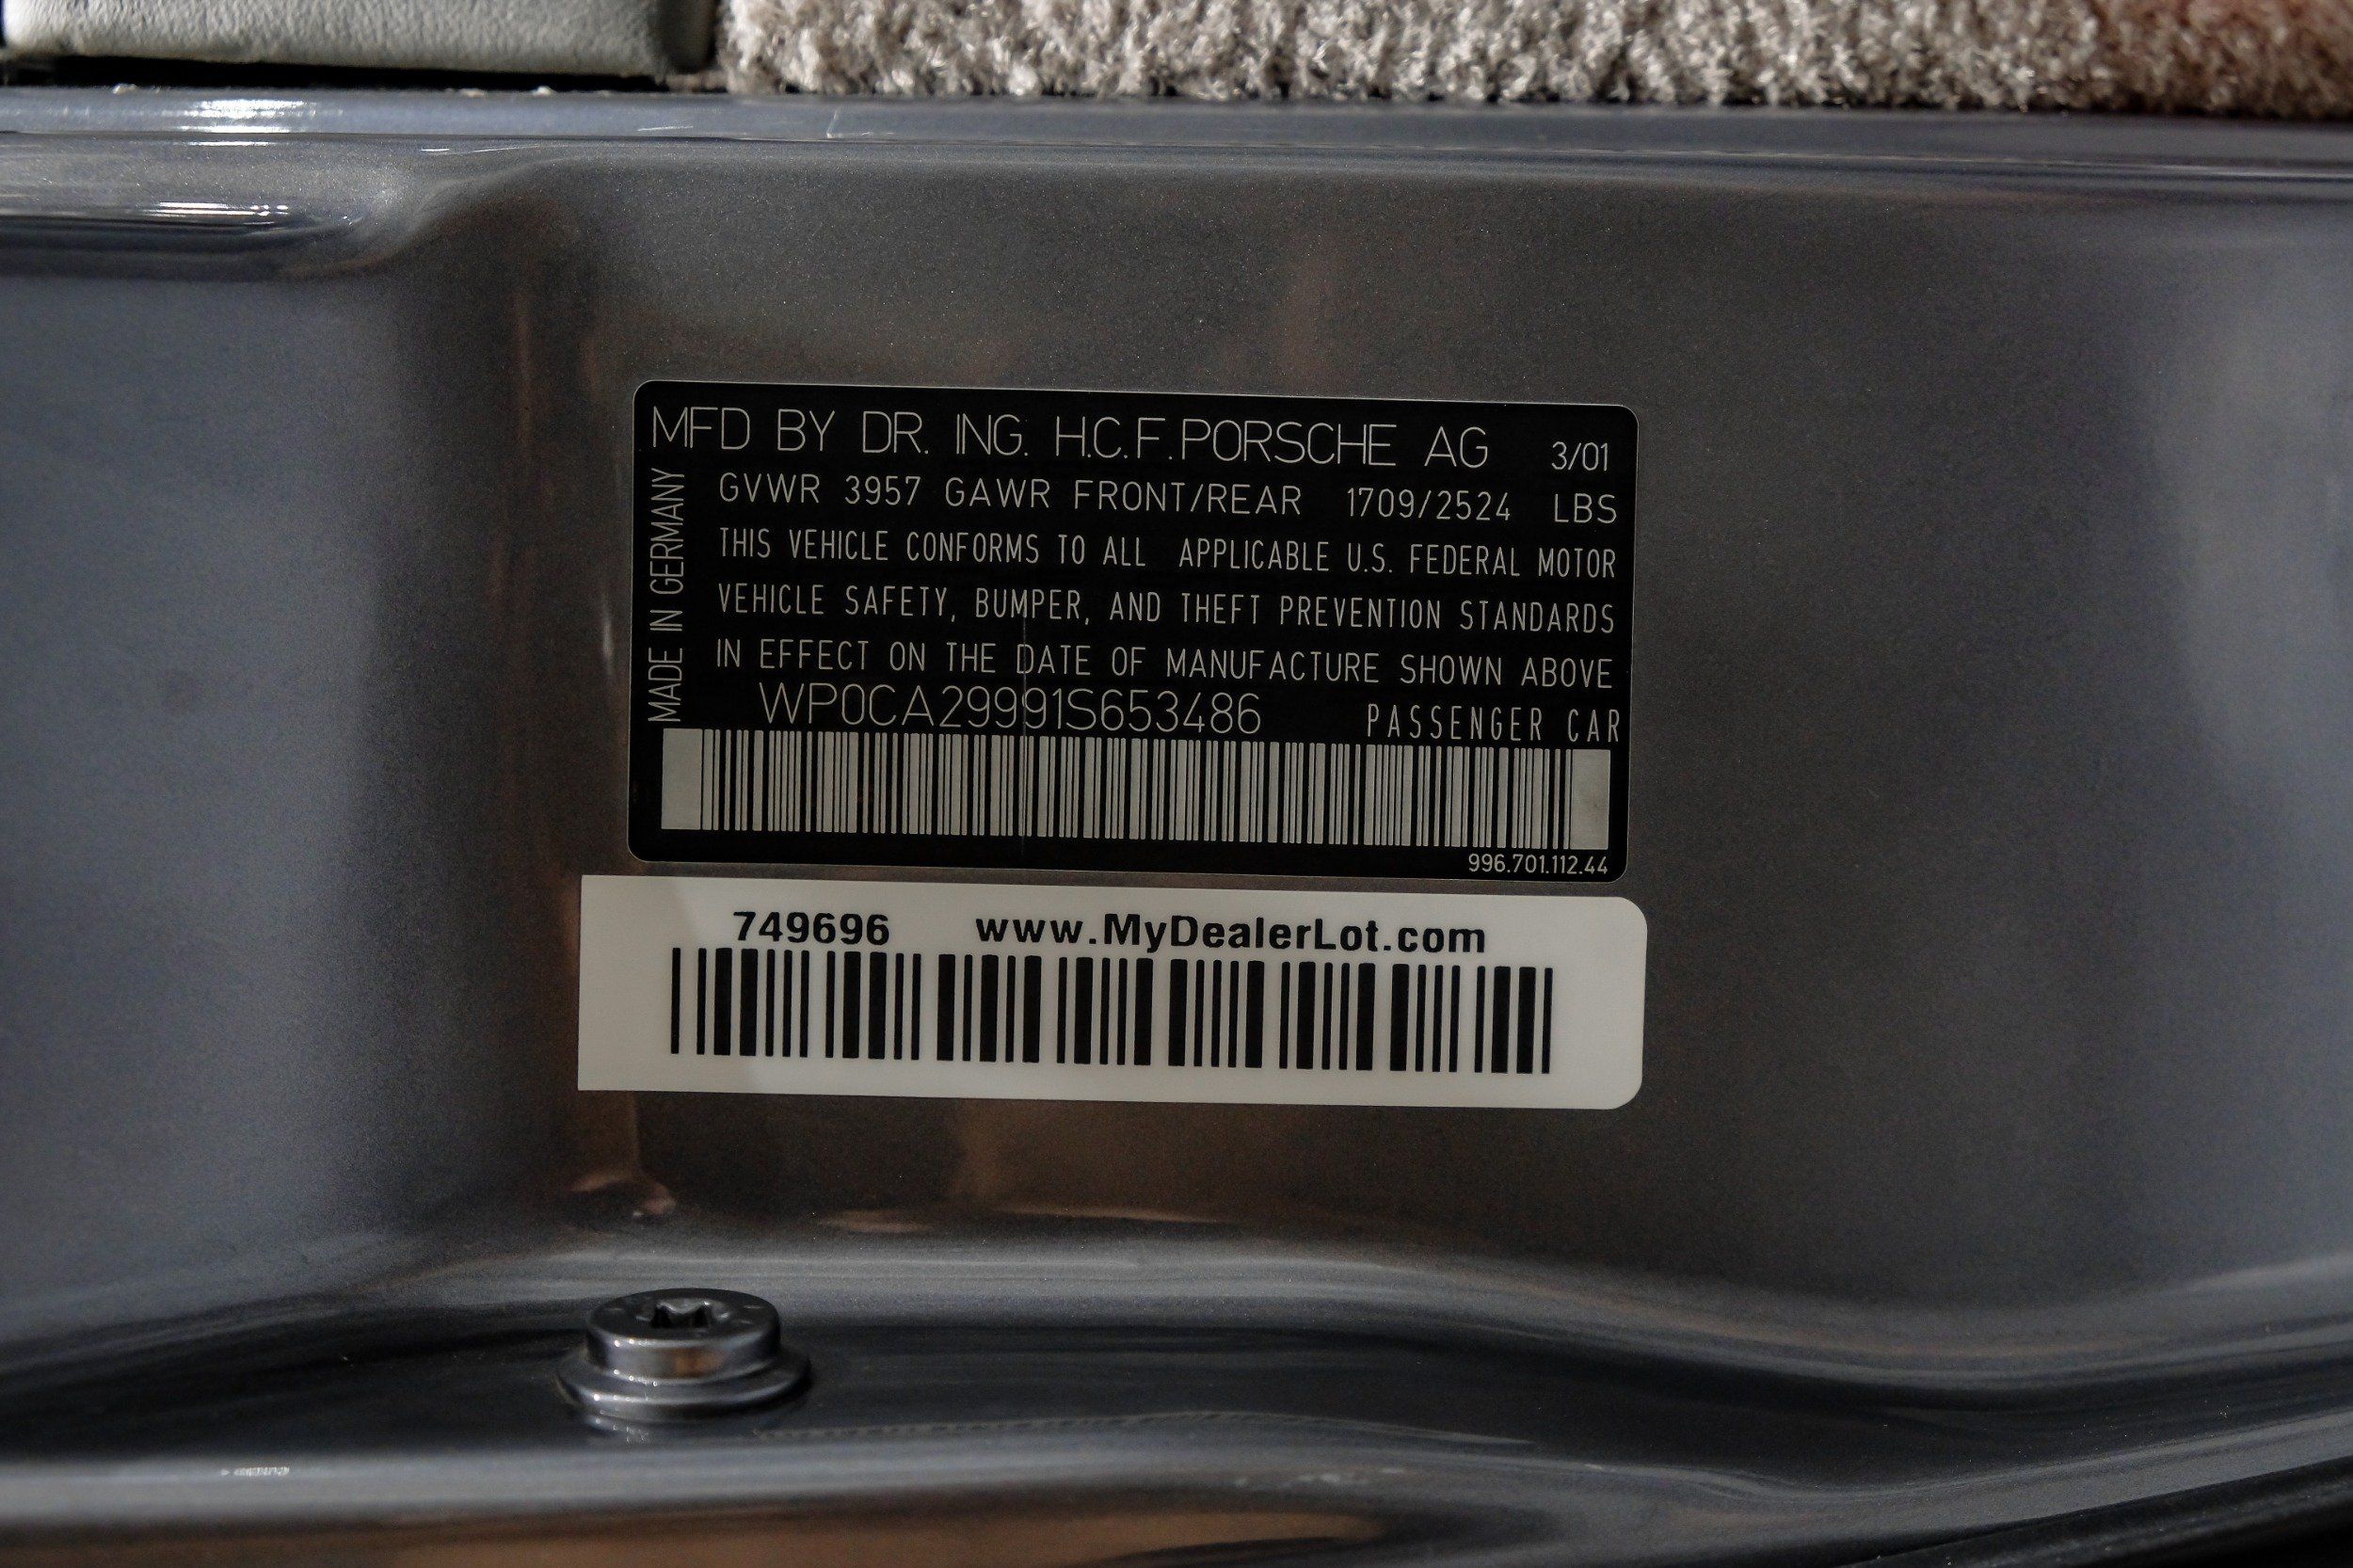 MFD BY DR. ING. H.C.F.PORSCHE AG 3/01
GVWR 3957 GAWR FRONT/REAR 1709/2524 LBS
THIS VEHICLE CONFORMS TO ALL APPLICABLE U.S. FEDERAL MOTOR
VEHICLE SAFETY, BUMPER, AND THEFT PREVENTION STANDARDS
IN EFFECT ON THE DATE OF MANUFACTURE SHOWN ABOVE
WP0CA29991S653486 PASSENGER CAR
MADE IN GERMANY
996.701.112.44
749696 www.MyDealerLot.com